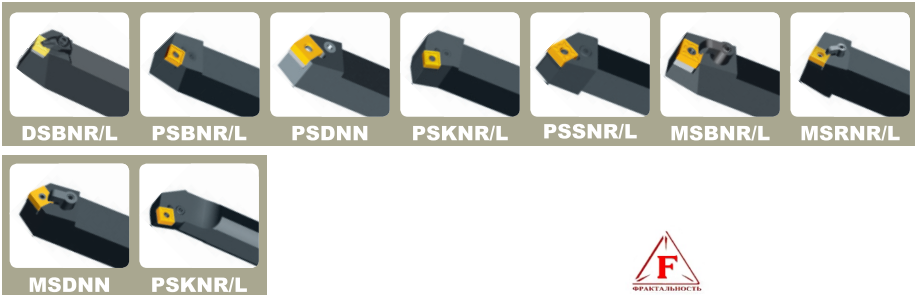 DSBNR/L
PSBNR/L
PSDNN
PSKNR/L
PSSNR/L
MSBNR/L
MSRNR/L
MSDNN
PSKNR/L
F
ФРАКТАЛЬНОСТЬ